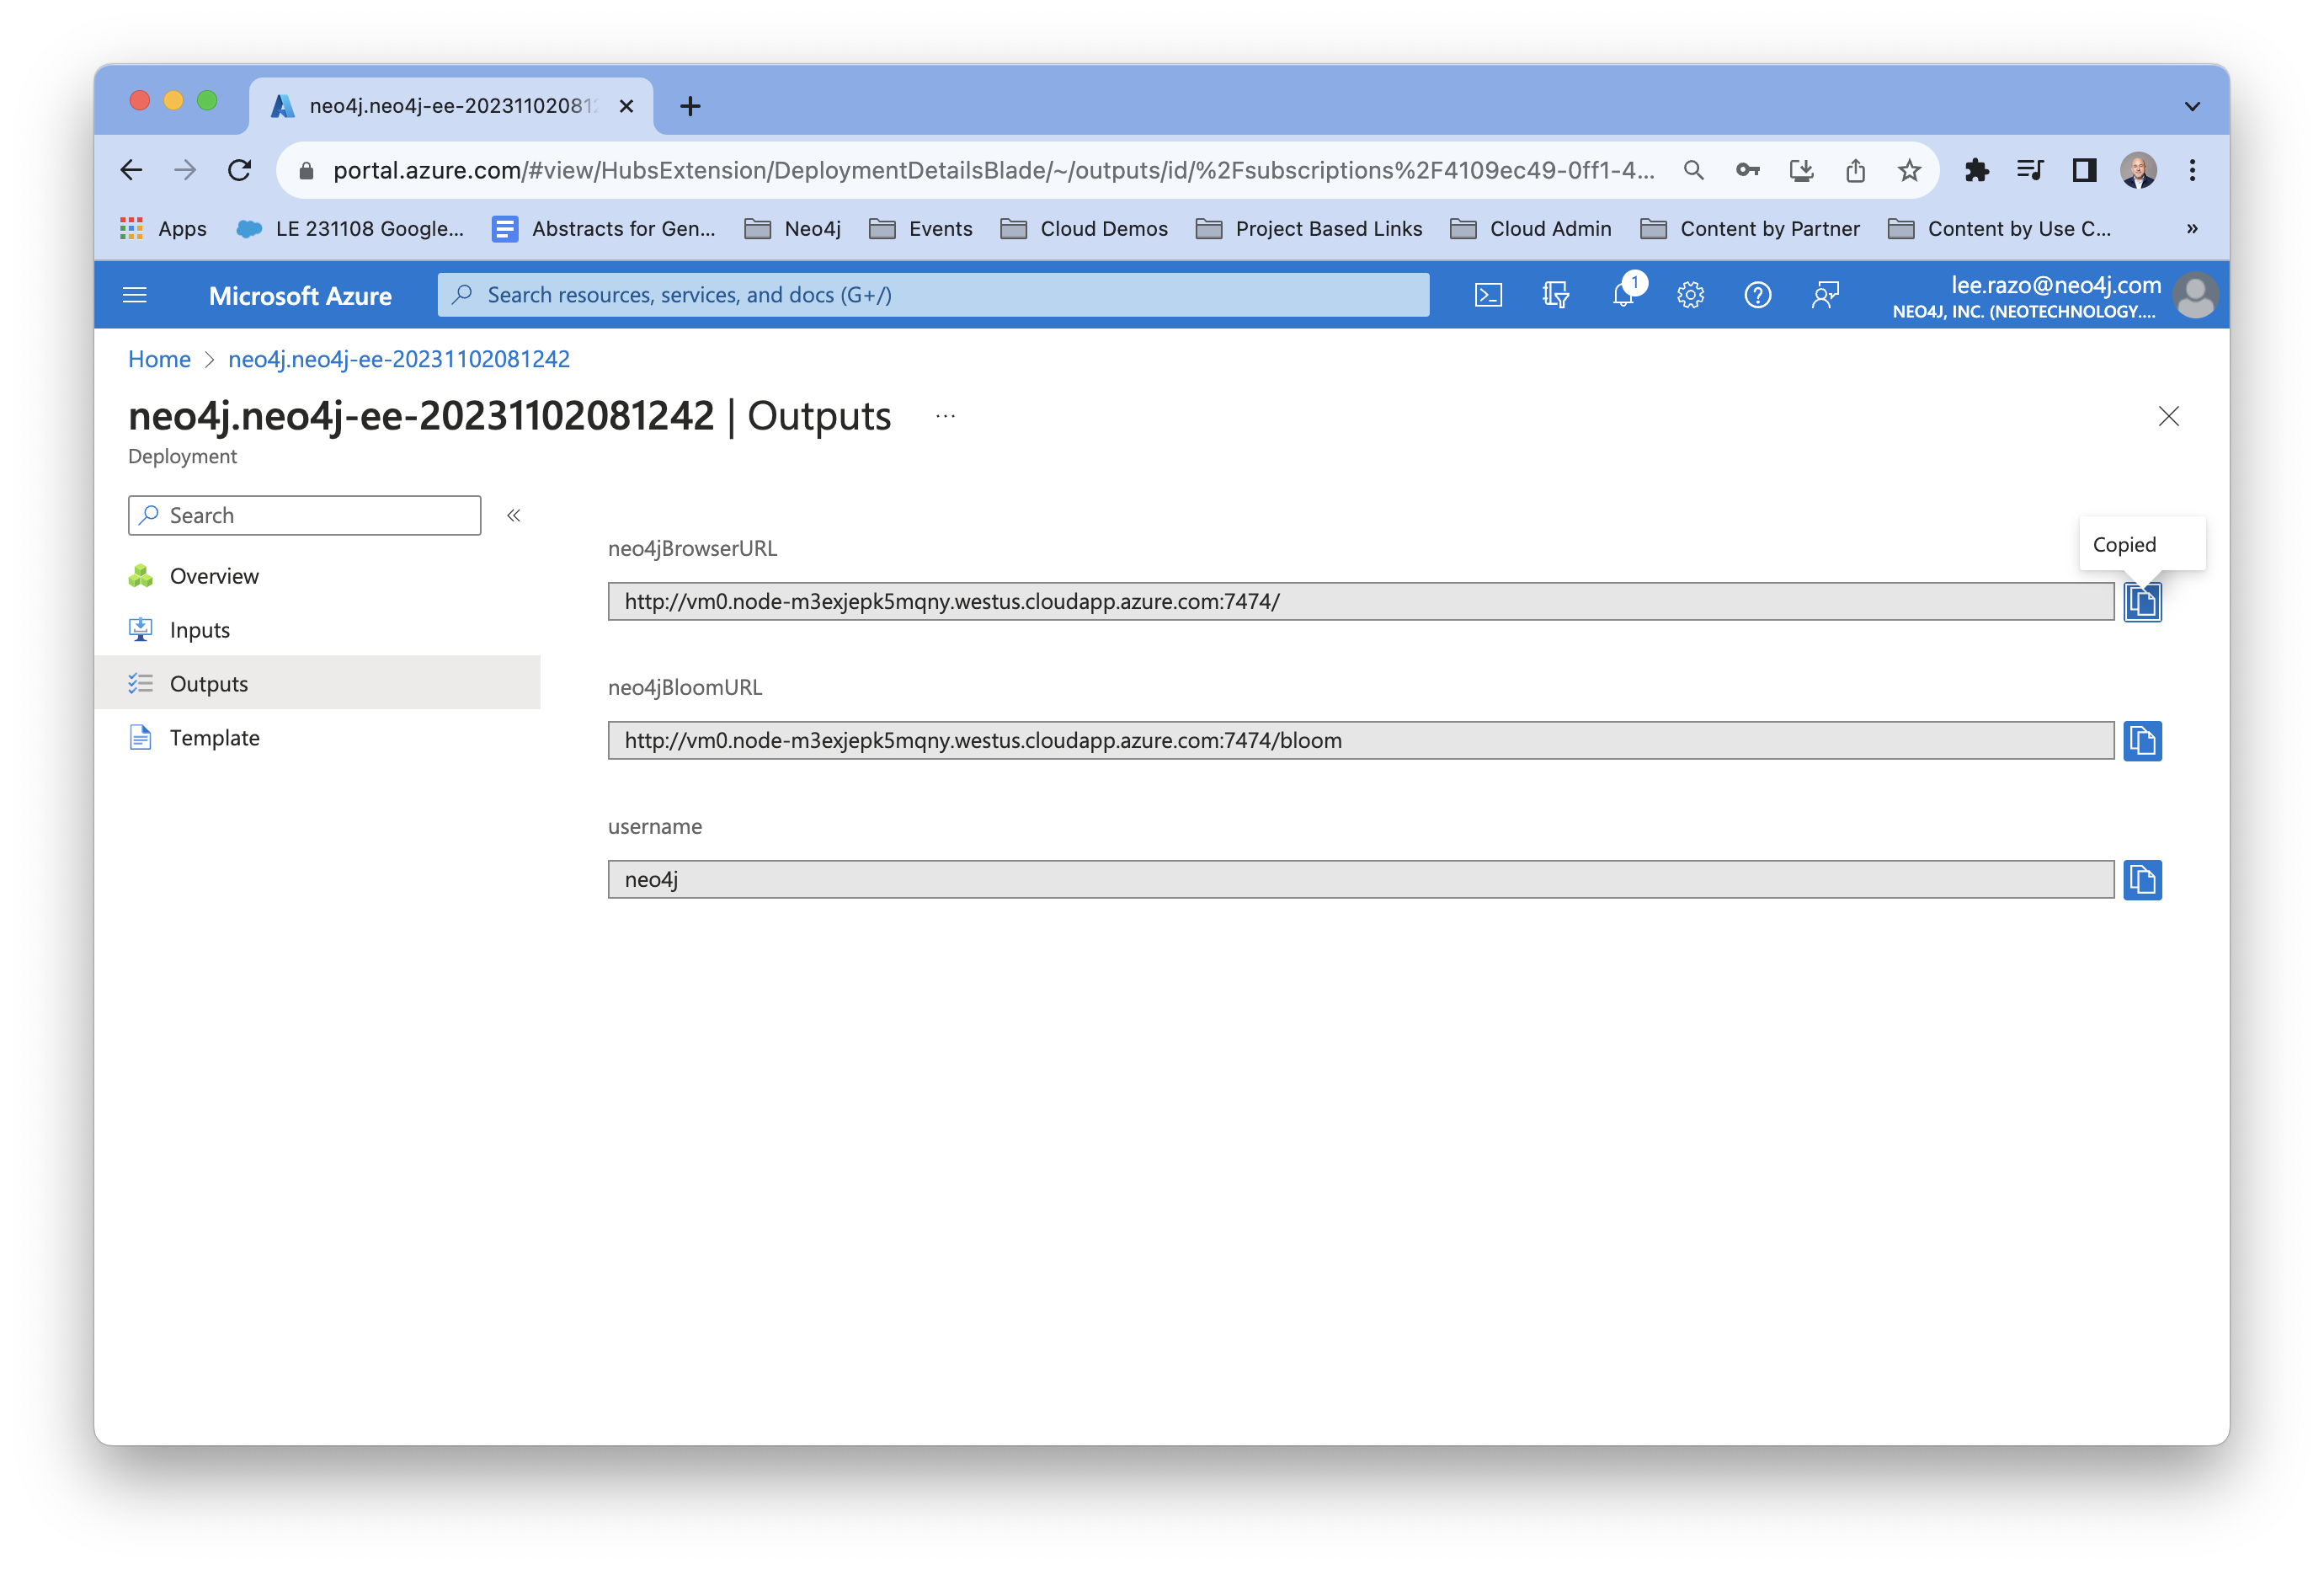 neo4j.neo4j-ee-202311020812
portal.azure.com/#view/HubsExtension/DeploymentDetailsBlade/~/outputs/id/%2Fsubscriptions%2F4109ec49-0ff1-4...
Apps LE 231108 Google... Abstracts for Gen... Neo4j Events Cloud Demos Project Based Links Cloud Admin Content by Partner Content by Use C... »
Microsoft Azure Search resources, services, and docs (G+/) 1 lee.razo@neo4j.com
NEO4J, INC. (NEOTECHNOLOGY....
Home > neo4j.neo4j-ee-20231102081242
neo4j.neo4j-ee-20231102081242 | Outputs ...
Deployment
Search «
Overview
Inputs
Outputs
Template
Copied
neo4jBrowserURL
http://vm0.node-m3exjepk5mqny.westus.cloudapp.azure.com:7474/
neo4jBloomURL
http://vm0.node-m3exjepk5mqny.westus.cloudapp.azure.com:7474/bloom
username
neo4j